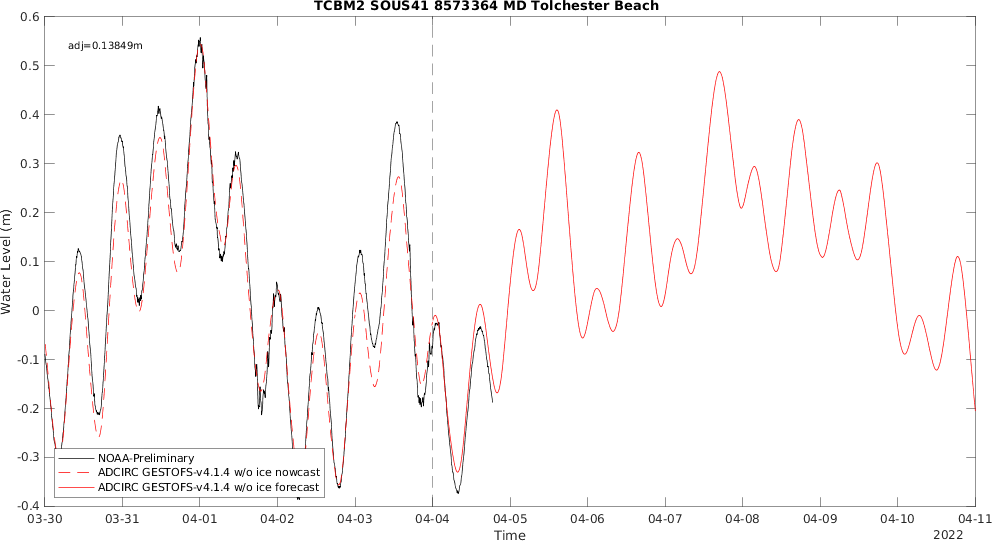 TCBM2 SOUS41 8573364 MD Tolchester Beach
adj=0.13849m
0.6
0.5
0.4
0.3
0.2
0.1
0
-0.1
-0.2
-0.3
-0.4
Water Level (m)
NOAA-Preliminary
ADCIRC GESTOFS-v4.1.4 w/o ice nowcast
ADCIRC GESTOFS-v4.1.4 w/o ice forecast
03-30 03-31 04-01 04-02 04-03 04-04 04-05 04-06 04-07 04-08 04-09 04-10 04-11
Time
2022